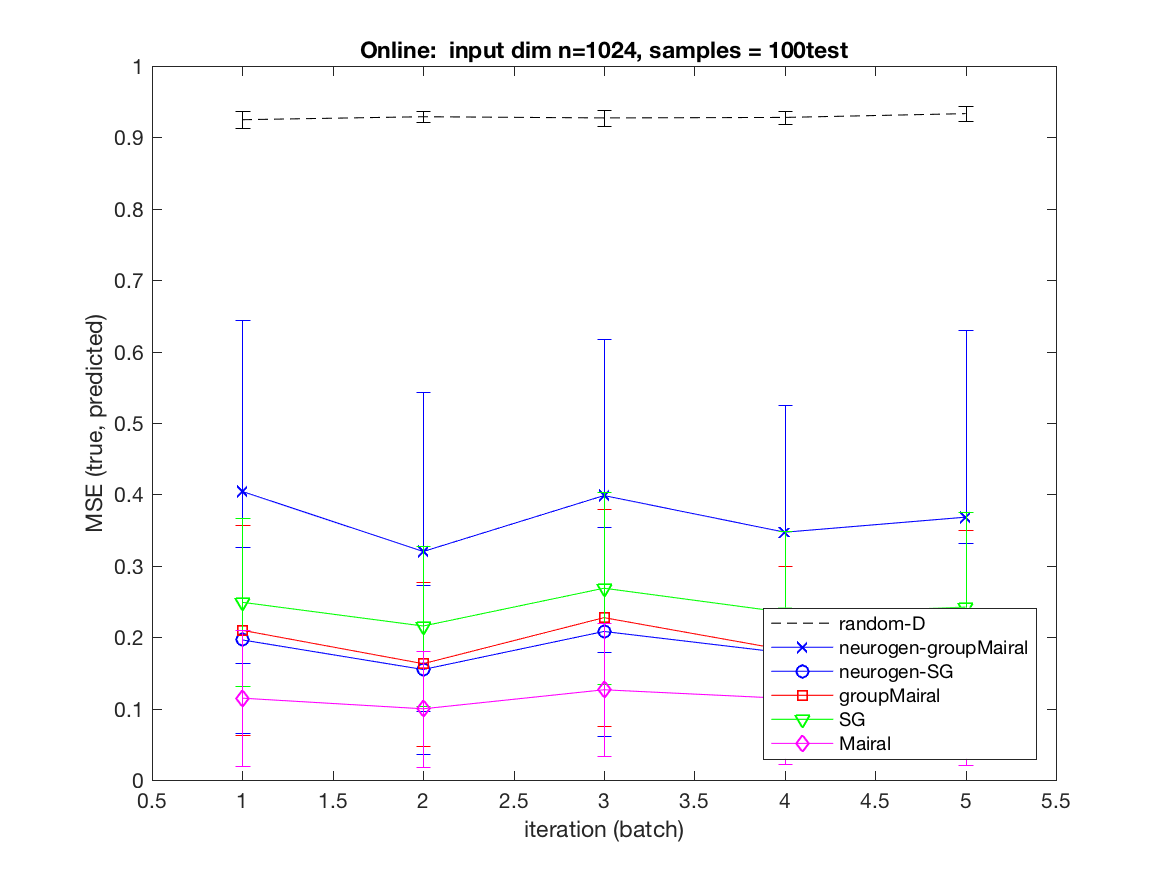 Online:  input dim n=1024, samples = 100test
1
0.9
0.8
0.7
0.6
0.5
0.4
0.3
0.2
0.1
0
MSE (true, predicted)
random-D
neurogen-groupMairal
neurogen-SG
groupMairal
SG
Mairal
0.5 1 1.5 2 2.5 3 3.5 4 4.5 5 5.5
iteration (batch)